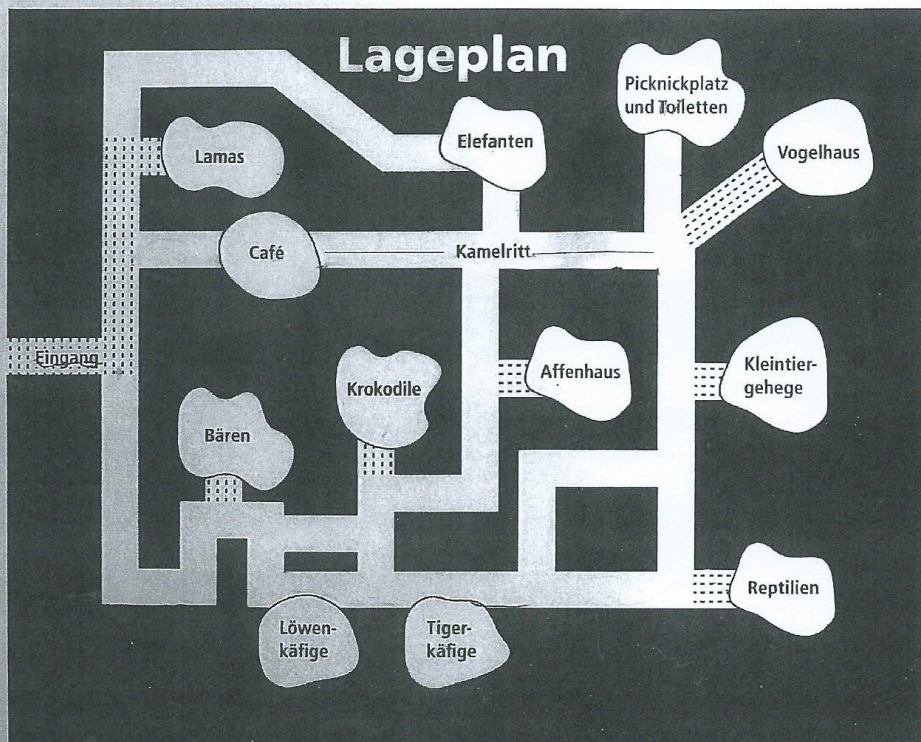 Lageplan
Picknickplatz
und Toiletten
Elefanten
Vogelhaus
Lamas
Café
Kamelritt
Eingang
Krokodile
Affenhaus
Kleintier-
gehege
Bären
Reptilien
Löwen-
käfige
Tiger-
käfige